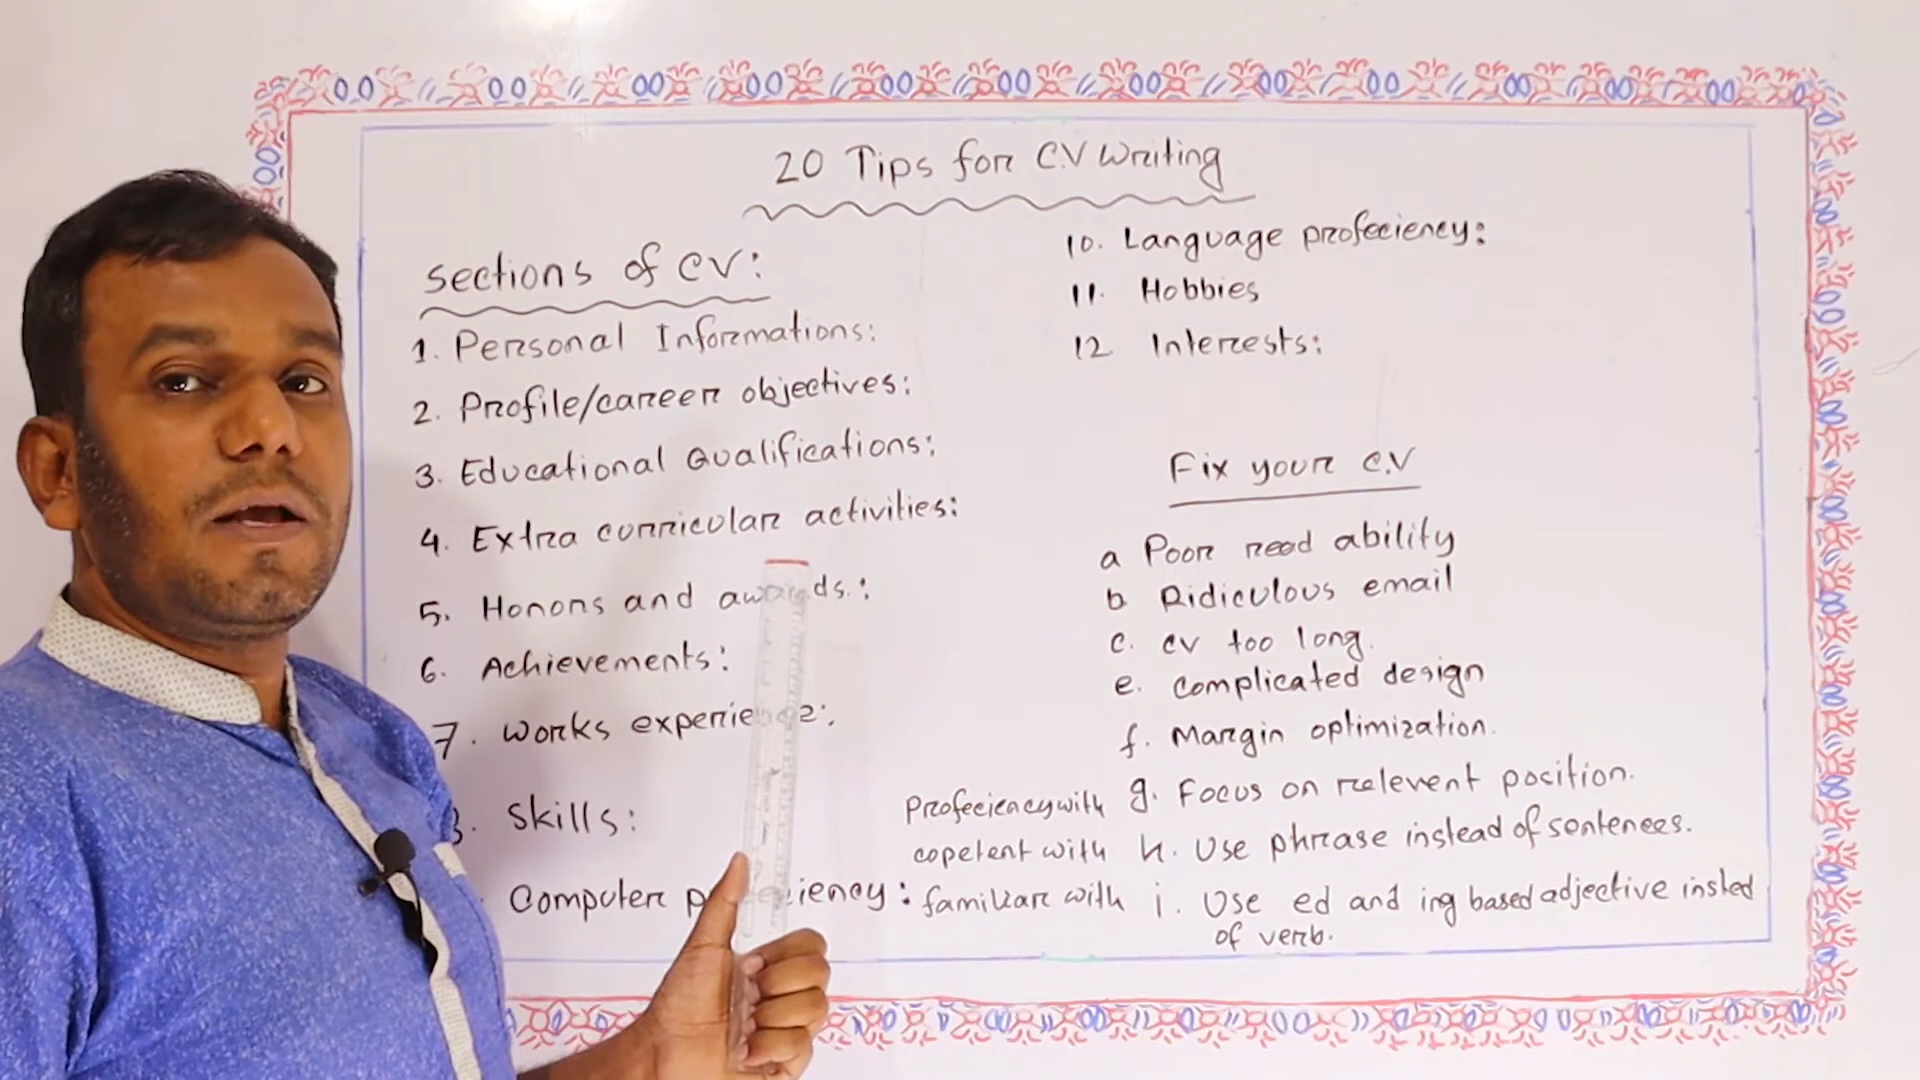 20 Tips for C.V Writing
Sections of CV:
1. Personal Informations:
2. Profile/career objectives:
3. Educational Qualifications:
4. Extra curricular activities:
5. Honors and awards.:
6. Achievements:
7. Works experience:
Skills:
Computer
10. Language profeciency:
11. Hobbies
12 Interests:
Fix your C.V
a Poor read ability
b Ridiculous email
c. cv too long.
e. Complicated design
f. Margin optimization.
g. Focus on relevent position.
h. Use phrase instead of sentences.
i. Use ed and ing based adjective insted
of verb.
Profeciencywith
copetent with
familiar with